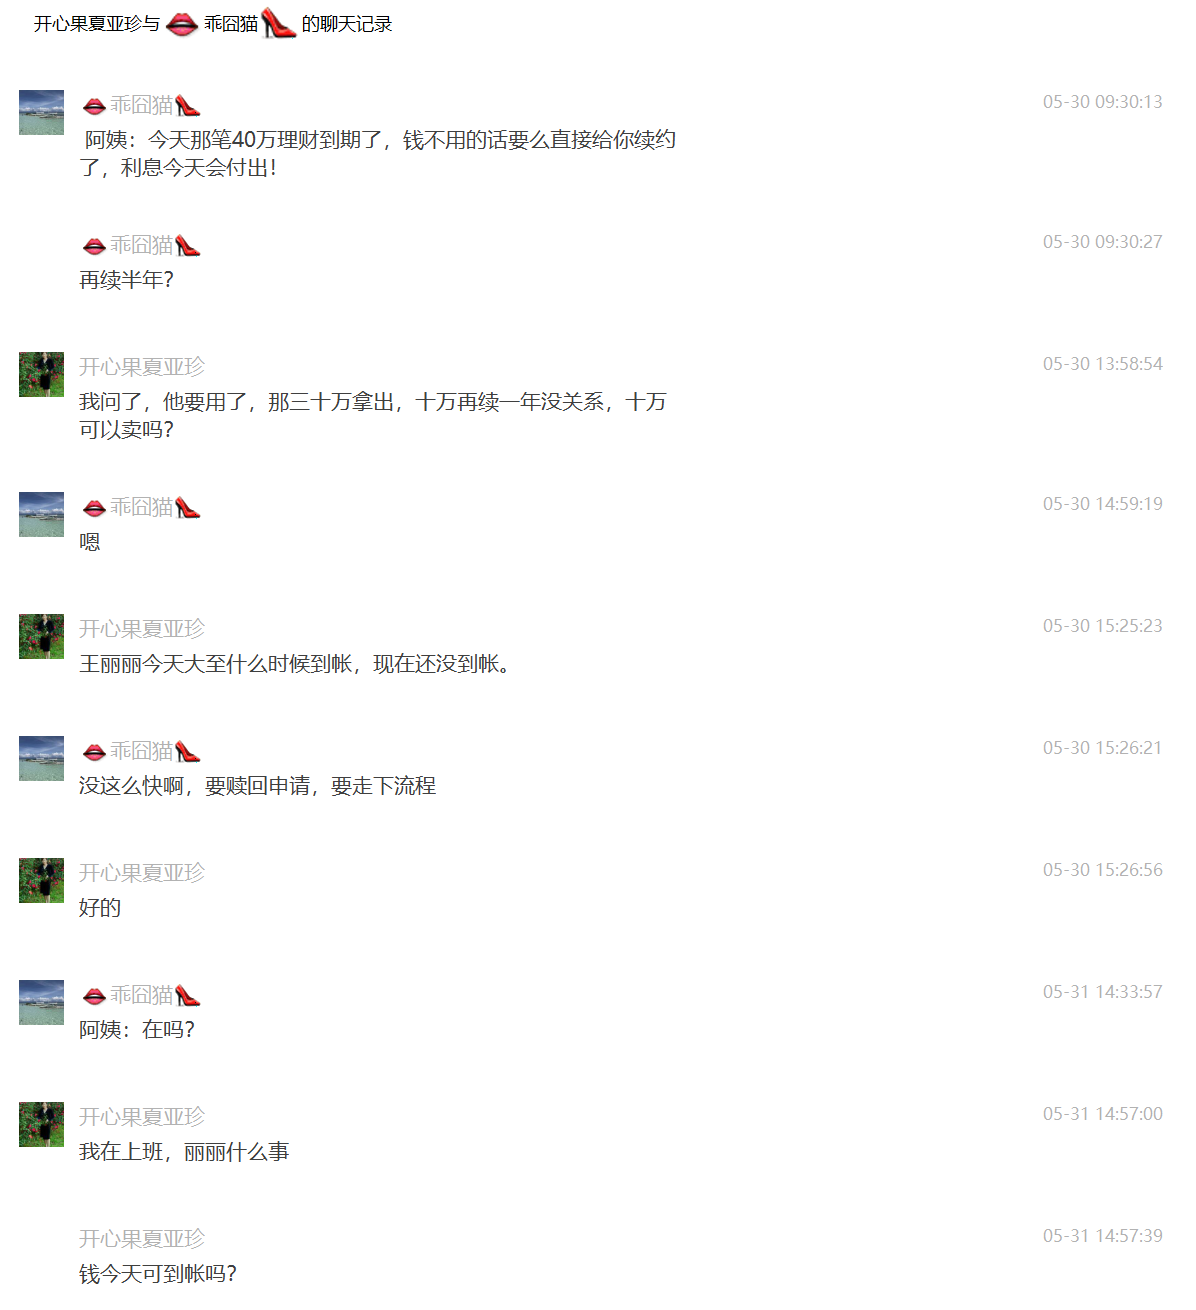 开心果夏亚珍与👄乖囧猫👠的聊天记录
👄乖囧猫👠 05-30 09:30:13
阿姨：今天那笔40万理财到期了，钱不用的话要么直接给你续约
了，利息今天会付出！
👄乖囧猫👠 05-30 09:30:27
再续半年？
开心果夏亚珍 05-30 13:58:54
我问了，他要用了，那三十万拿出，十万再续一年没关系，十万
可以卖吗？
👄乖囧猫👠 05-30 14:59:19
嗯
开心果夏亚珍 05-30 15:25:23
王丽丽今天大至什么时候到帐，现在还没到帐。
👄乖囧猫👠 05-30 15:26:21
没这么快啊，要赎回申请，要走下流程
开心果夏亚珍 05-30 15:26:56
好的
👄乖囧猫👠 05-31 14:33:57
阿姨：在吗？
开心果夏亚珍 05-31 14:57:00
我在上班，丽丽什么事
开心果夏亚珍 05-31 14:57:39
钱今天可到帐吗？